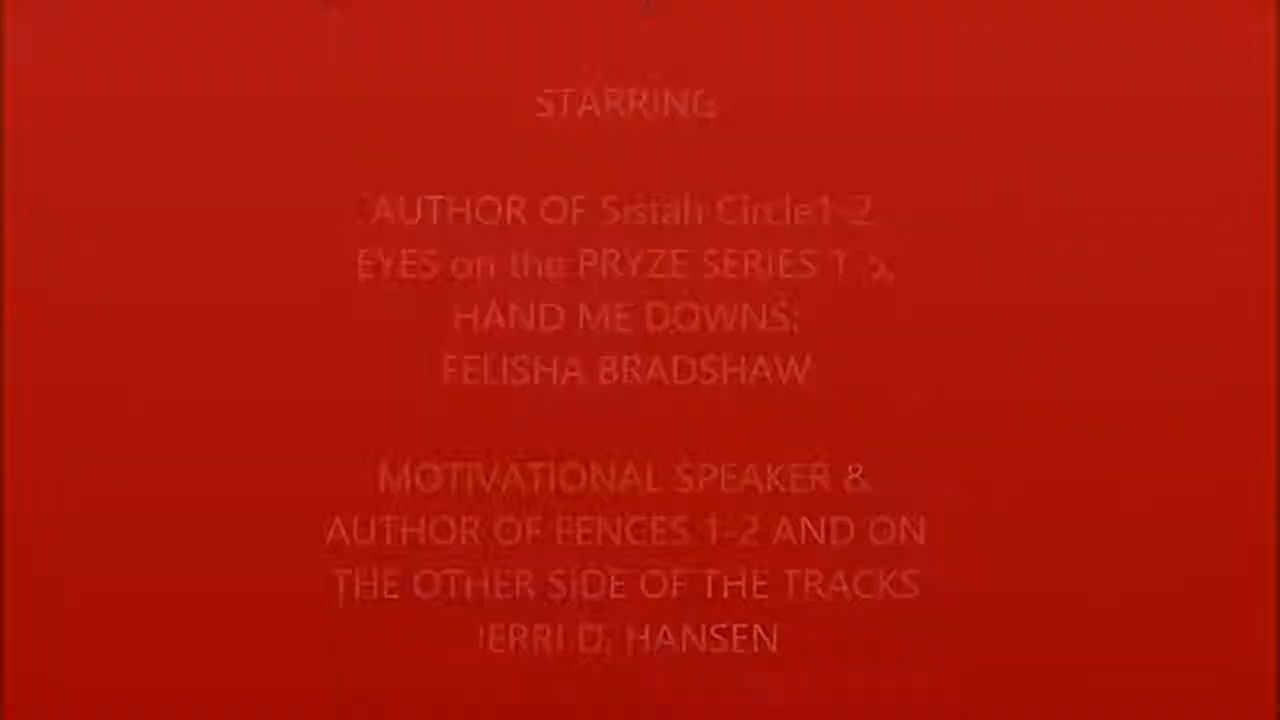 STARRING
AUTHOR OF Sistah Circle1-2
EYES on the PRYZE SERIES
HAND ME DOWNS;
FELISHA BRADSHAW
MOTIVATIONAL SPEAKER &
AUTHOR OF FENCES 1-2 AND ON
THE OTHER SIDE OF THE TRACKS
D. HANSEN